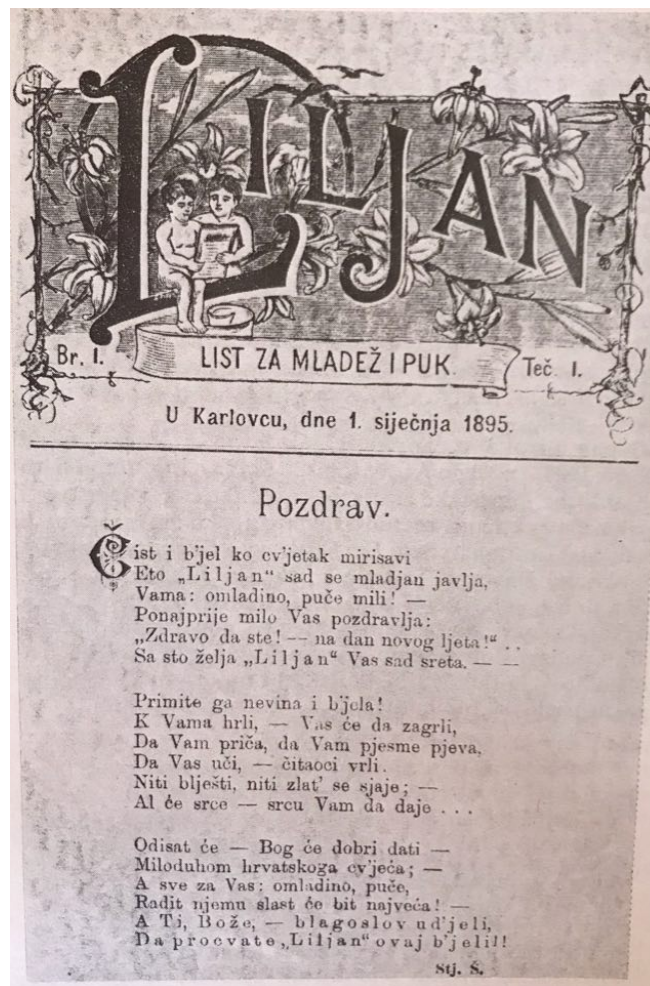 LILJAN
Br. 1.
LIST ZA MLADEŽ I PUK.
Teč. 1.
U Karlovcu, dne 1. siječnja 1895.
Pozdrav.
Čist i b'jel ko cv'jetak mirisavi
Eto „Liljan“ sad se mladjan javlja,
Vama: omladino, puče mili! —
Ponajprije milo Vas pozdravlja:
„Zdravo da ste! — na dan novog ljeta!“ . .
Sa sto želja „Liljan“ Vas sad sreta. — —
Primite ga nevina i b'jela!
K Vama hrli, — Vas će da zagrli,
Da Vam priča, da Vam pjesme pjeva,
Da Vas uči, — čitaoci vrli.
Niti blješti, niti zlat' se sjaje; —
Al će srce — srcu Vam da daje . . .
Odisat će — Bog će dobri dati —
Miloduhom hrvatskoga cv'jeća; —
A sve za Vas: omladino, puče,
Radit njemu slast će bit najveća! —
A Ti, Bože, — blagoslov ud'jeli,
Da procvate „Liljan“ ovaj b'jeli!!
Stj. Š.